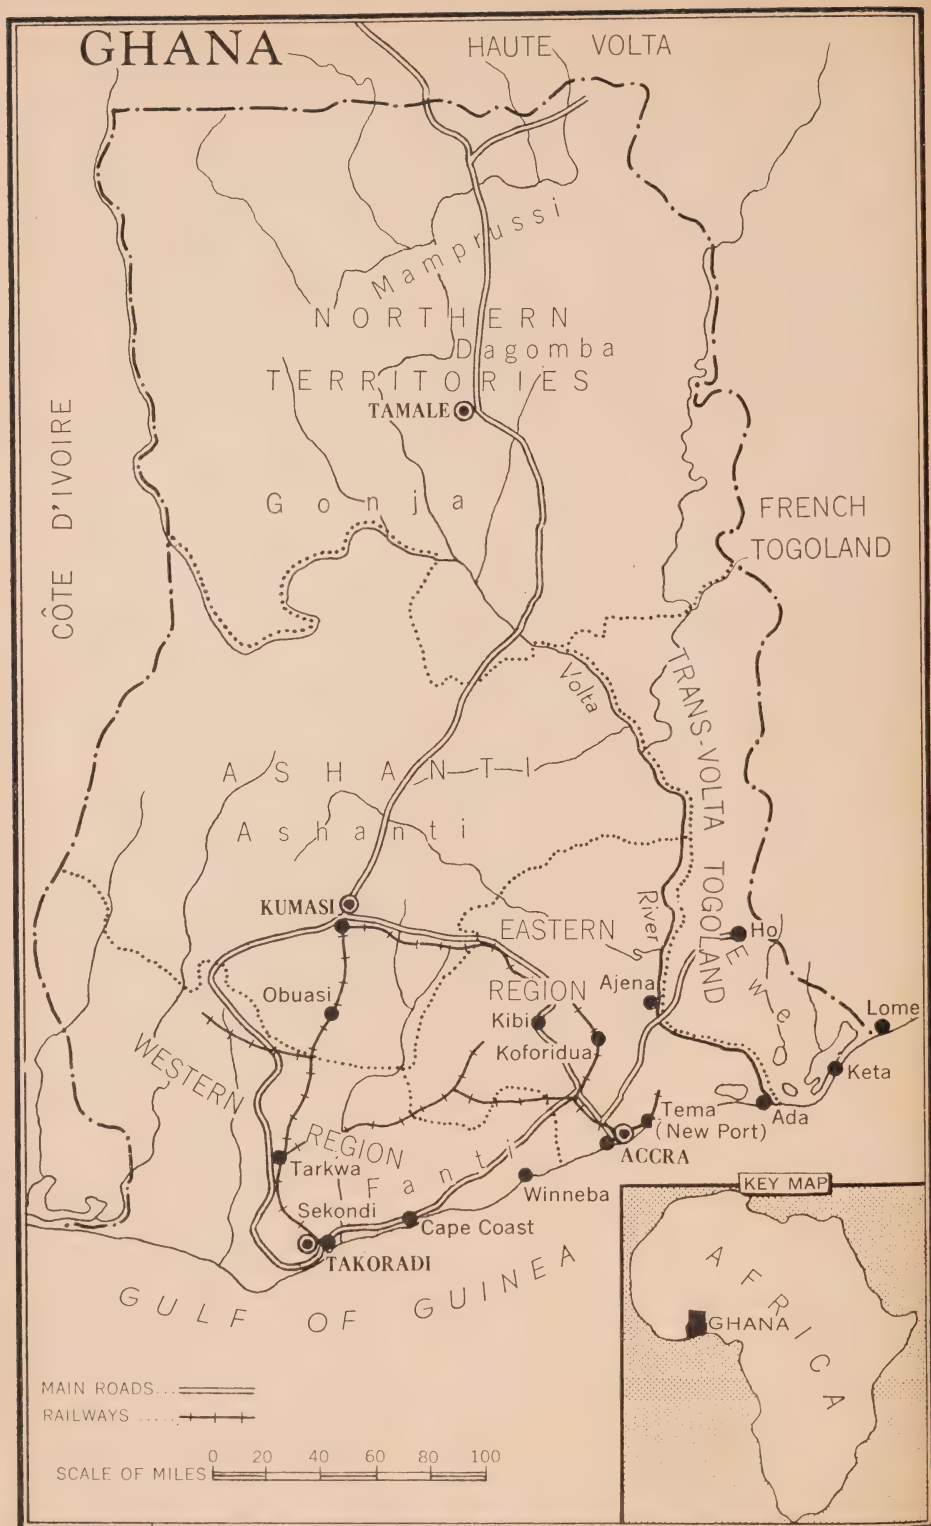 GHANA
HAUTE VOLTA
Mamprussi
NORTHERN
Dagomba
TERRITORIES
TAMALE
CÔTE D'IVOIRE
Gonja
FRENCH
TOGOLAND
Volta
River
TRANS-VOLTA TOGOLAND
ASHANTI
Ashanti
KUMASI
EASTERN
REGION
Ho
Ewe
Ajena
Obuasi
Kibi
Koforidua
Lome
Keta
WESTERN
REGION
Tema
(New Port)
Ada
ACCRA
Tarkwa
Fanti
Winneba
Sekondi
Cape Coast
TAKORADI
GULF OF GUINEA
KEY MAP
AFRICA
GHANA
MAIN ROADS...
RAILWAYS .....
0 20 40 60 80 100
SCALE OF MILES